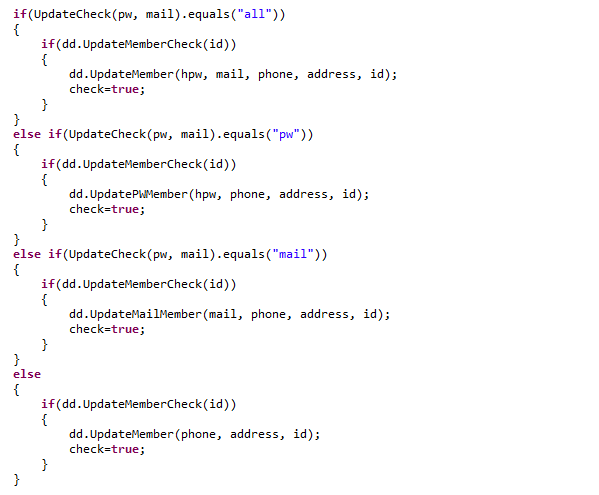 if(UpdateCheck(pw, mail).equals("all"))
{
    if(dd.UpdateMemberCheck(id))
    {
        dd.UpdateMember(hpw, mail, phone, address, id);
        check=true;
    }
}
else if(UpdateCheck(pw, mail).equals("pw"))
{
    if(dd.UpdateMemberCheck(id))
    {
        dd.UpdatePWMember(hpw, phone, address, id);
        check=true;
    }
}
else if(UpdateCheck(pw, mail).equals("mail"))
{
    if(dd.UpdateMemberCheck(id))
    {
        dd.UpdateMailMember(mail, phone, address, id);
        check=true;
    }
}
else
{
    if(dd.UpdateMemberCheck(id))
    {
        dd.UpdateMember(phone, address, id);
        check=true;
    }
}